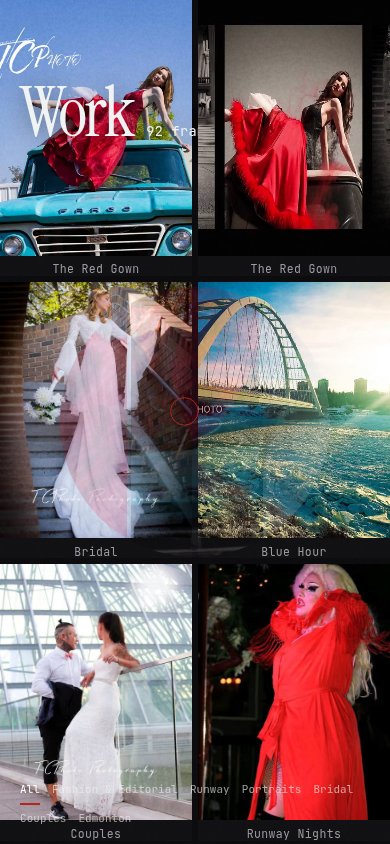 TCPHOTO
Work 92 fra
FARGO
The Red Gown
The Red Gown
HOTO
TCPhoto Photography
Bridal
Blue Hour
TCPhoto Photography
All Fashion & Editorial Runway Portraits Bridal
Couples Edmonton
Couples
Runway Nights